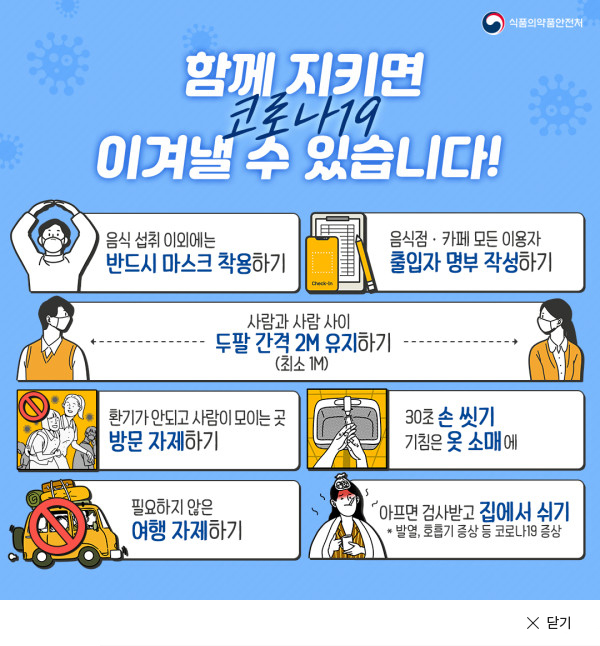 식품의약품안전처
함께 지키면
코로나19
이겨낼 수 있습니다!
음식 섭취 이외에는
반드시 마스크 착용하기
음식점 · 카페 모든 이용자
출입자 명부 작성하기
Check-in
사람과 사람 사이
두팔 간격 2M 유지하기
(최소 1M)
환기가 안되고 사람이 모이는 곳
방문 자제하기
30초 손 씻기
기침은 옷 소매에
필요하지 않은
여행 자제하기
아프면 검사받고 집에서 쉬기
* 발열, 호흡기 증상 등 코로나19 증상
닫기